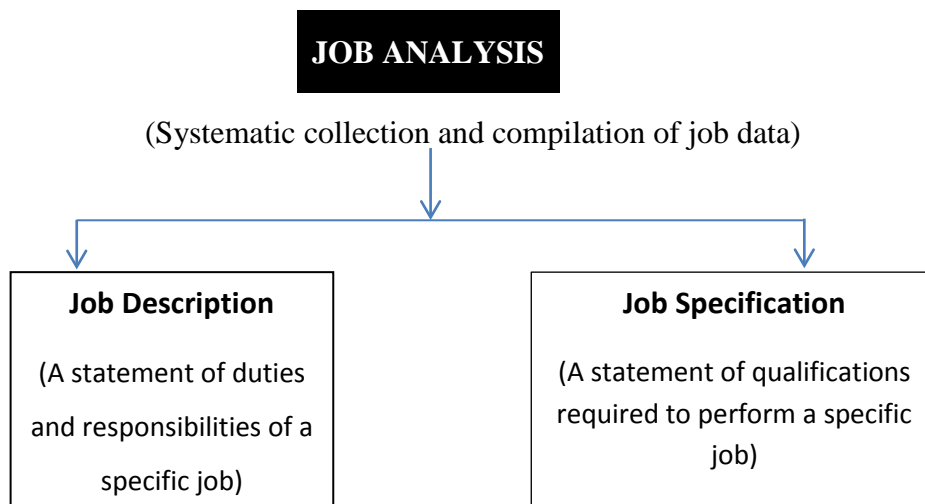 JOB ANALYSIS
(Systematic collection and compilation of job data)
Job Description
(A statement of duties
and responsibilities of a
specific job)
Job Specification
(A statement of qualifications
required to perform a specific
job)